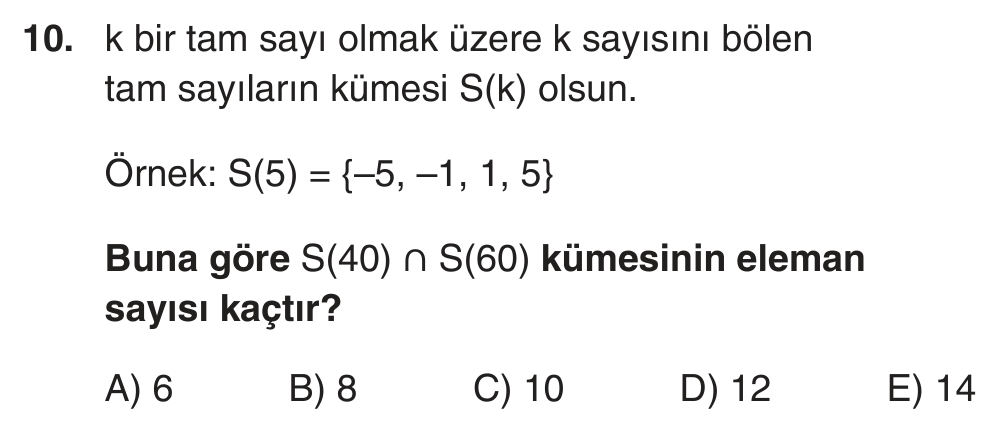 10. k bir tam sayı olmak üzere k sayısını bölen
tam sayıların kümesi S(k) olsun.
Örnek: S(5) = {–5, –1, 1, 5}
Buna göre S(40) ∩ S(60) kümesinin eleman
sayısı kaçtır?
A) 6 B) 8 C) 10 D) 12 E) 14